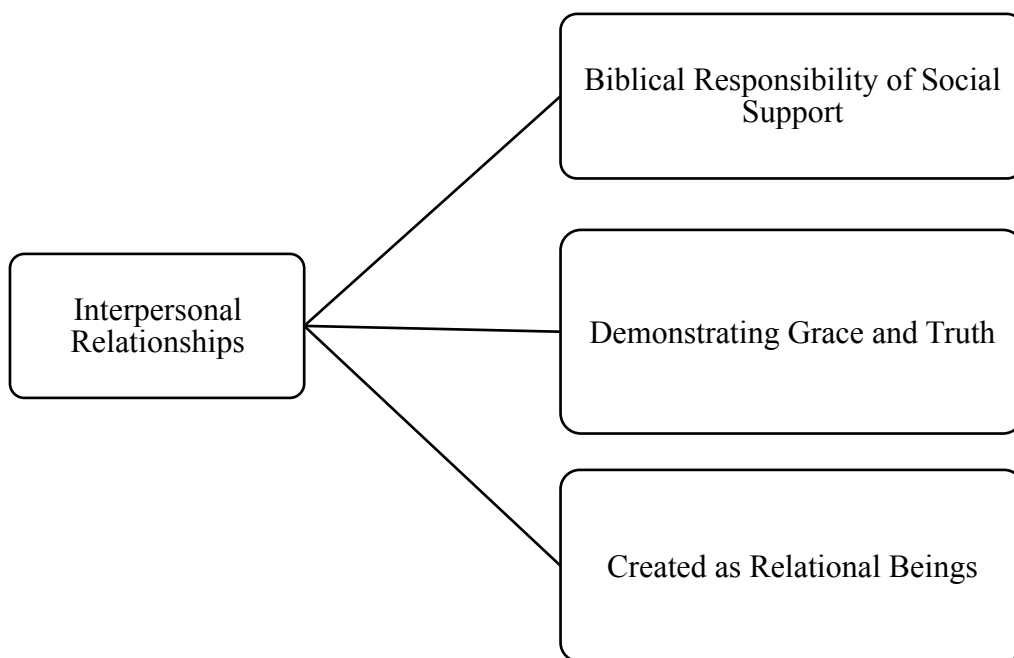 Interpersonal
Relationships
Biblical Responsibility of Social
Support
Demonstrating Grace and Truth
Created as Relational Beings